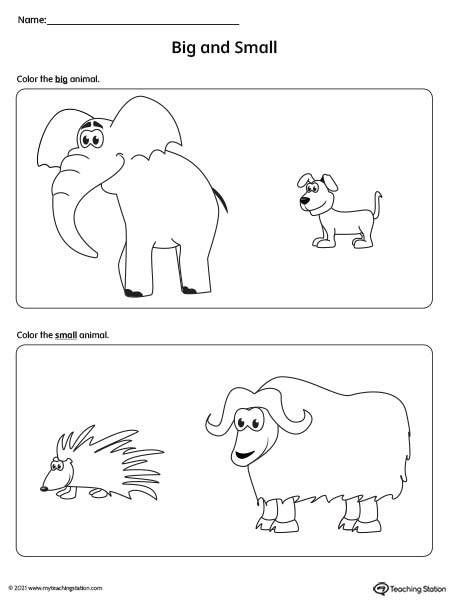 Name:
Big and Small
Color the big animal.
Color the small animal.
© 2021 www.myteachingstation.com
Teaching Station